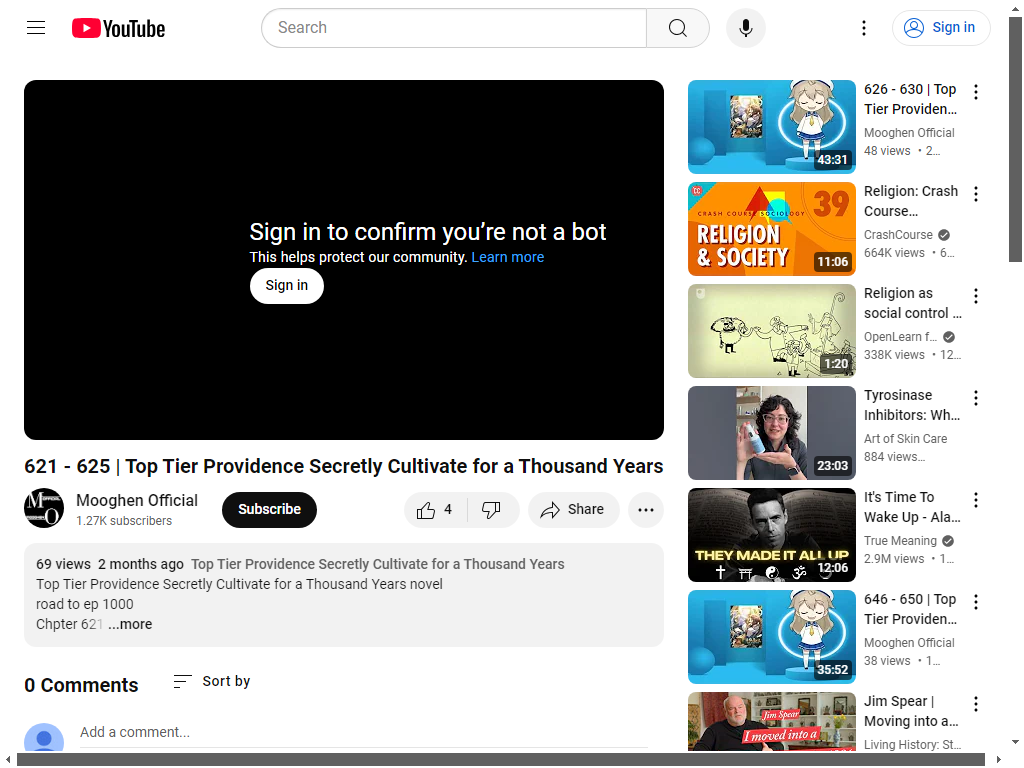 YouTube
Search
Sign in
Sign in to confirm you’re not a bot
This helps protect our community. Learn more
Sign in
621 - 625 | Top Tier Providence Secretly Cultivate for a Thousand Years
Mooghen Official
1.27K subscribers
Subscribe
4
Share
69 views 2 months ago Top Tier Providence Secretly Cultivate for a Thousand Years
Top Tier Providence Secretly Cultivate for a Thousand Years novel
road to ep 1000
Chpter 621 ...more
0 Comments
Sort by
Add a comment...
43:31
626 - 630 | Top
Tier Providen...
Mooghen Official
48 views • 2...
CRASH COURSE SOCIOLOGY
39
RELIGION
& SOCIETY
11:06
Religion: Crash
Course...
CrashCourse
664K views • 6...
1:20
Religion as
social control ...
OpenLearn f...
338K views • 12...
23:03
Tyrosinase
Inhibitors: Wh...
Art of Skin Care
884 views...
THEY MADE IT ALL UP
12:06
It's Time To
Wake Up - Ala...
True Meaning
2.9M views • 1...
35:52
646 - 650 | Top
Tier Providen...
Mooghen Official
38 views • 1...
Jim Spear
I moved into a
Jim Spear |
Moving into a...
Living History: St...